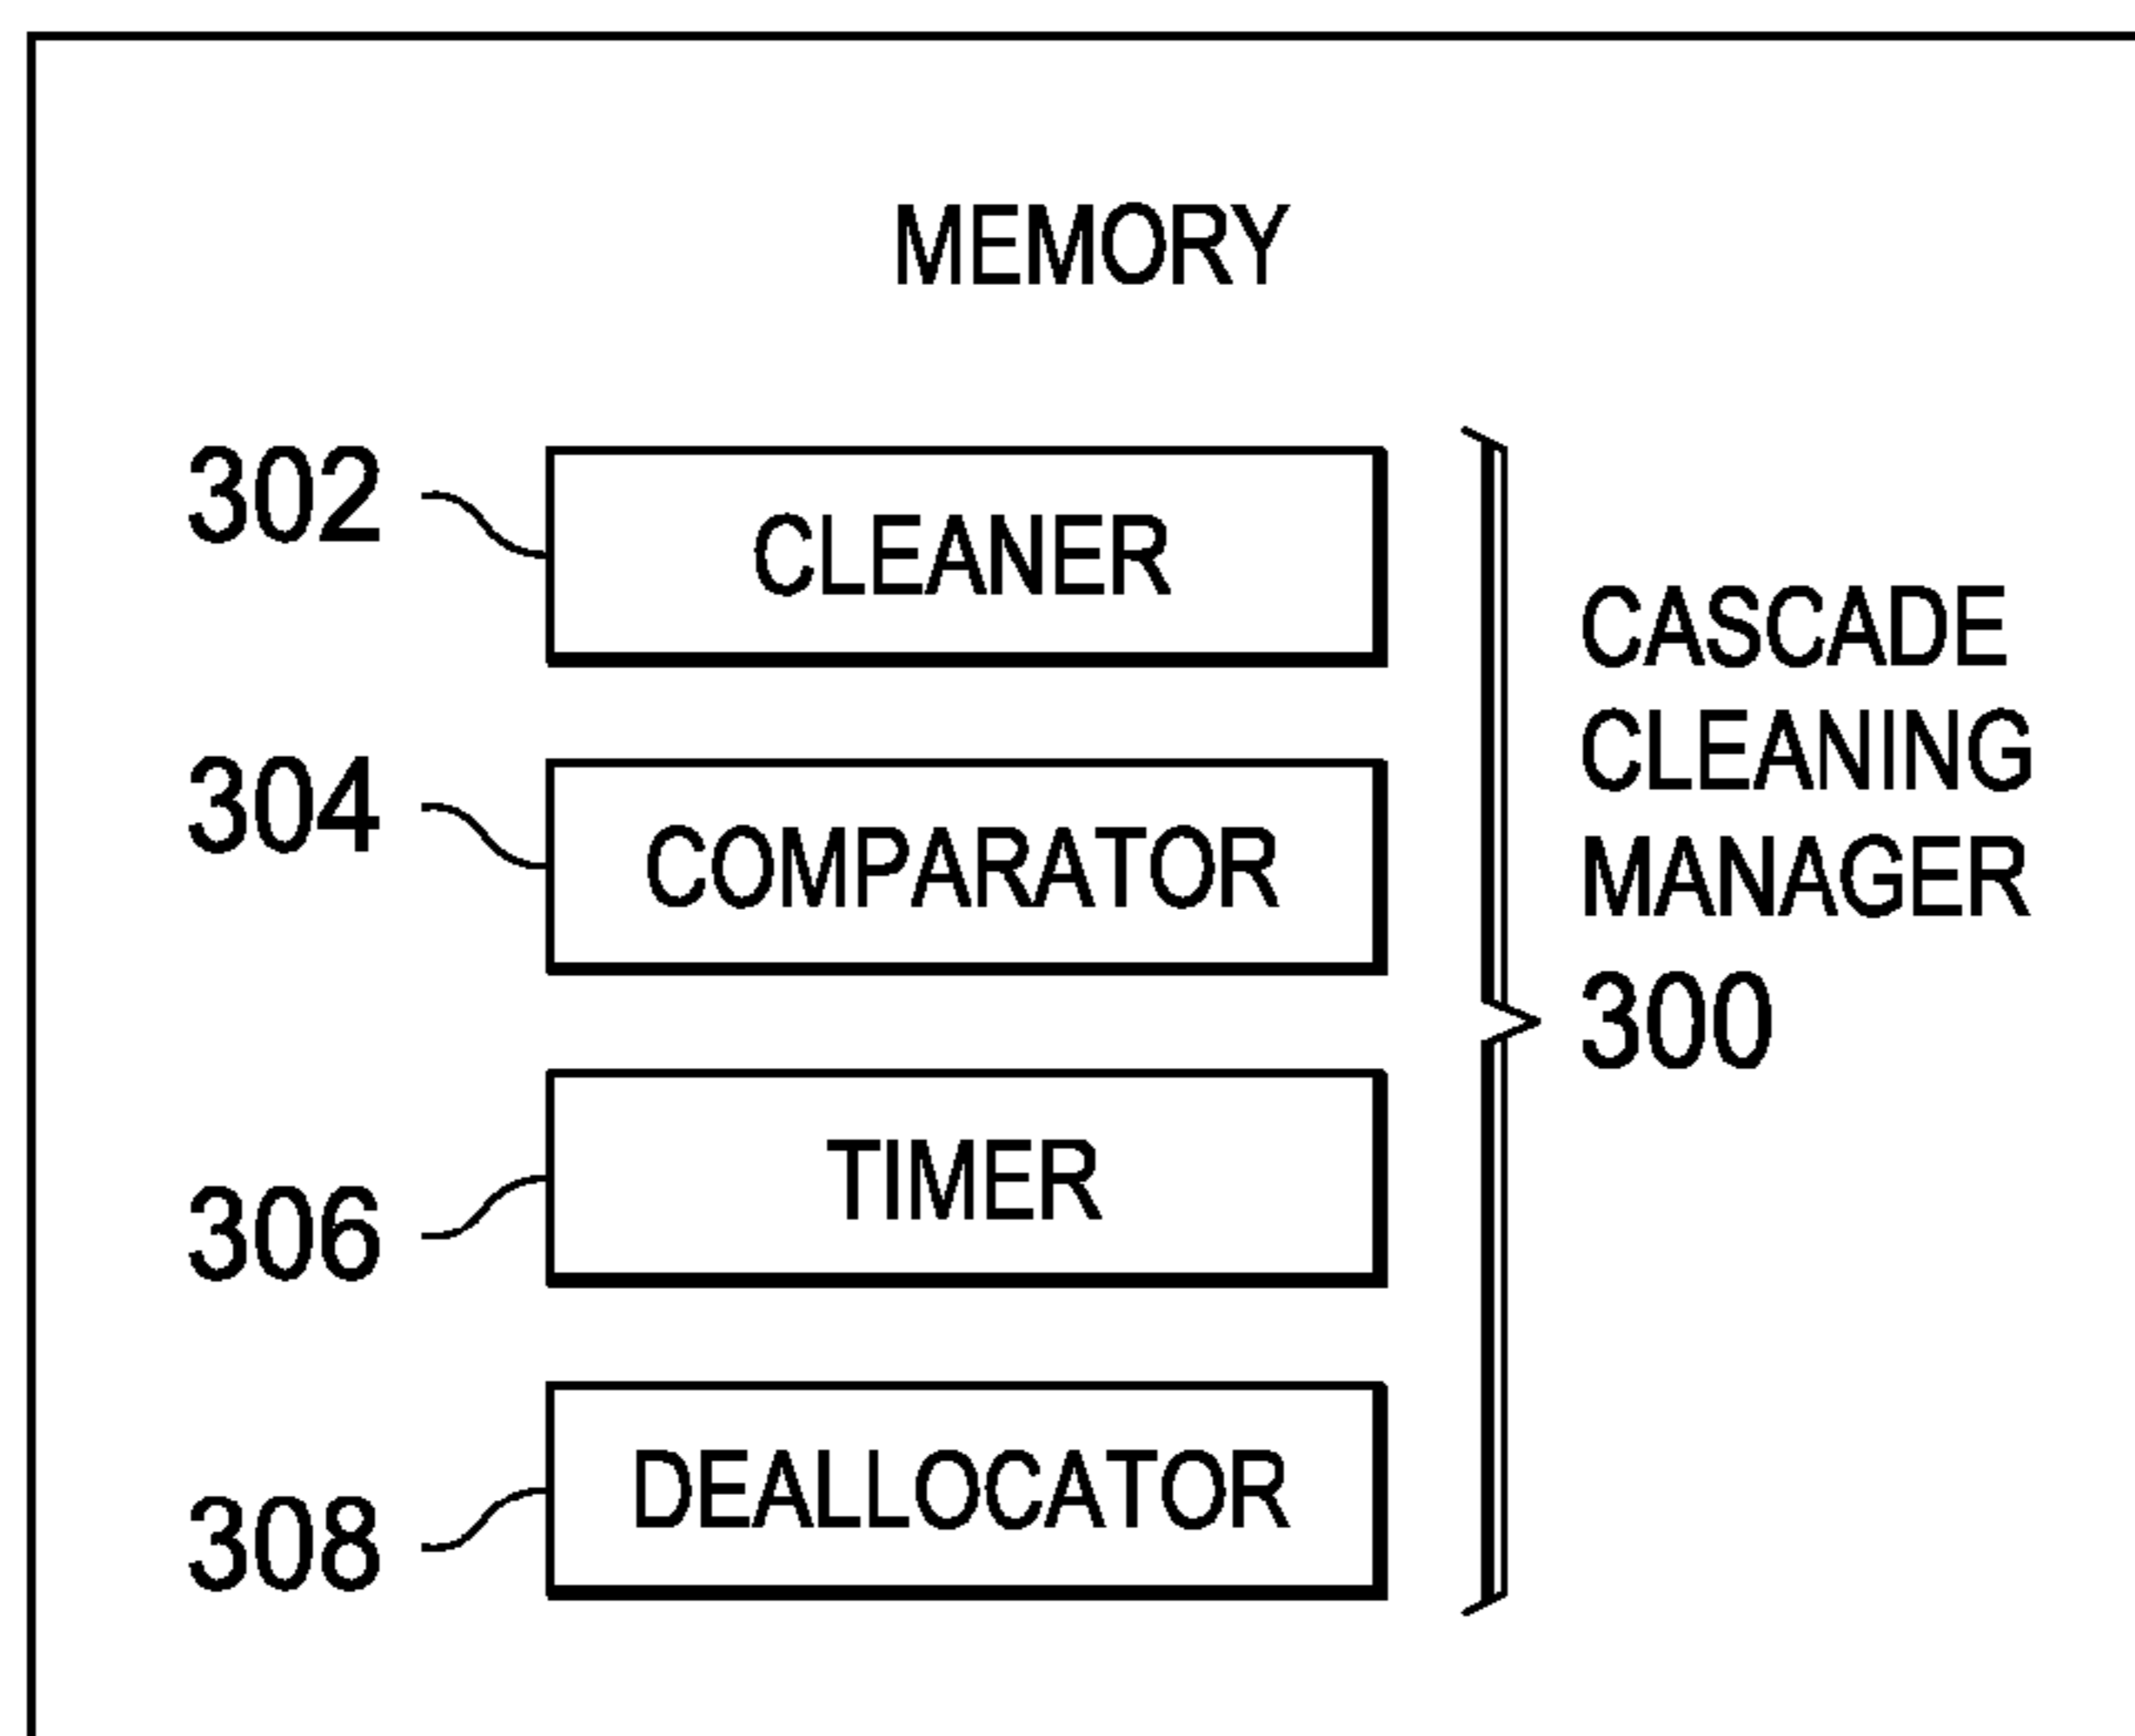 MEMORY
302
CLEANER
304
COMPARATOR
306
TIMER
308
DEALLOCATOR
CASCADE
CLEANING
MANAGER
300